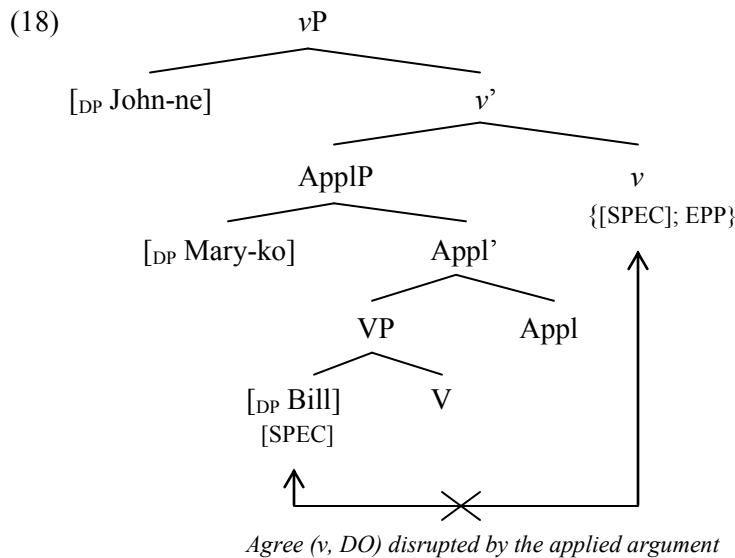 (18) vP
[DP John-ne] v’
ApplP v
{[SPEC]; EPP}
[DP Mary-ko] Appl’
VP Appl
[DP Bill] V
[SPEC]
Agree (v, DO) disrupted by the applied argument